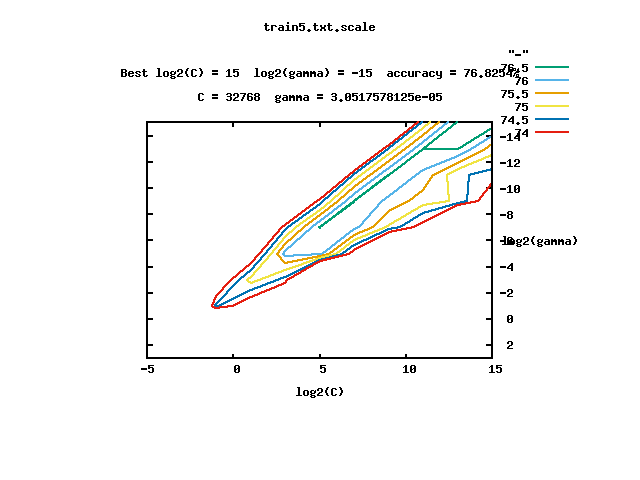 train5.txt.scale
"-"
Best log2(C) = 15 log2(gamma) = -15 accuracy = 76.8254%
C = 32768 gamma = 3.0517578125e-05
76.5
76
75.5
75
74.5
74
-14
-12
-10
-8
-6
log2(gamma)
-4
-2
0
2
-5 0 5 10 15
log2(C)